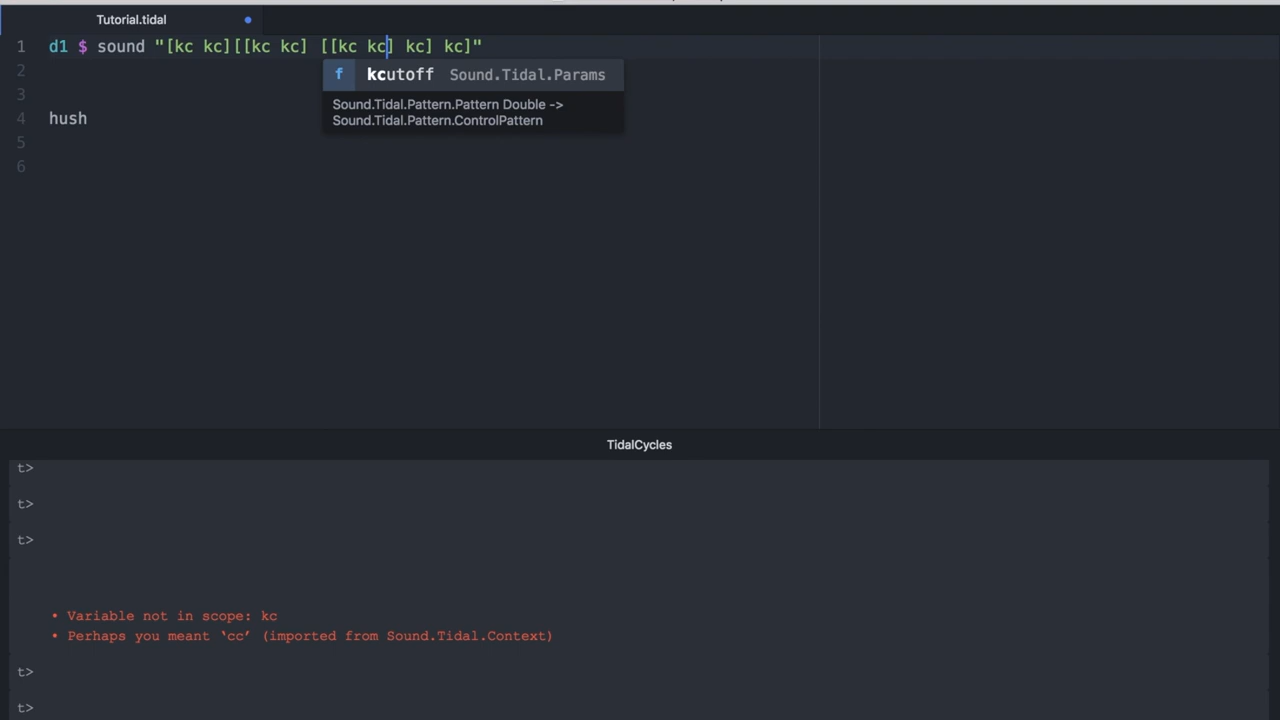 Tutorial.tidal
1 d1 $ sound "[kc kc][[kc kc] [[kc kc] kc] kc]"
2 f kcutoff Sound.Tidal.Params
3 Sound.Tidal.Pattern.Pattern Double ->
4 hush Sound.Tidal.Pattern.ControlPattern
5
6
TidalCycles
t>
t>
t>
• Variable not in scope: kc
• Perhaps you meant ‘cc’ (imported from Sound.Tidal.Context)
t>
t>